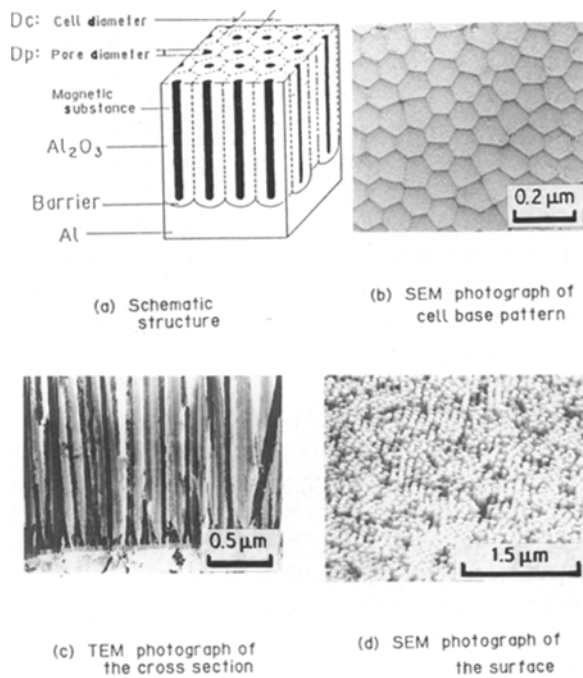 Dc: Cell diameter
Dp: Pore diameter
Magnetic
substance
Al2O3
Barrier
Al
(a) Schematic
structure
0.2 μm
(b) SEM photograph of
cell base pattern
0.5 μm
(c) TEM photograph of
the cross section
1.5 μm
(d) SEM photograph of
the surface